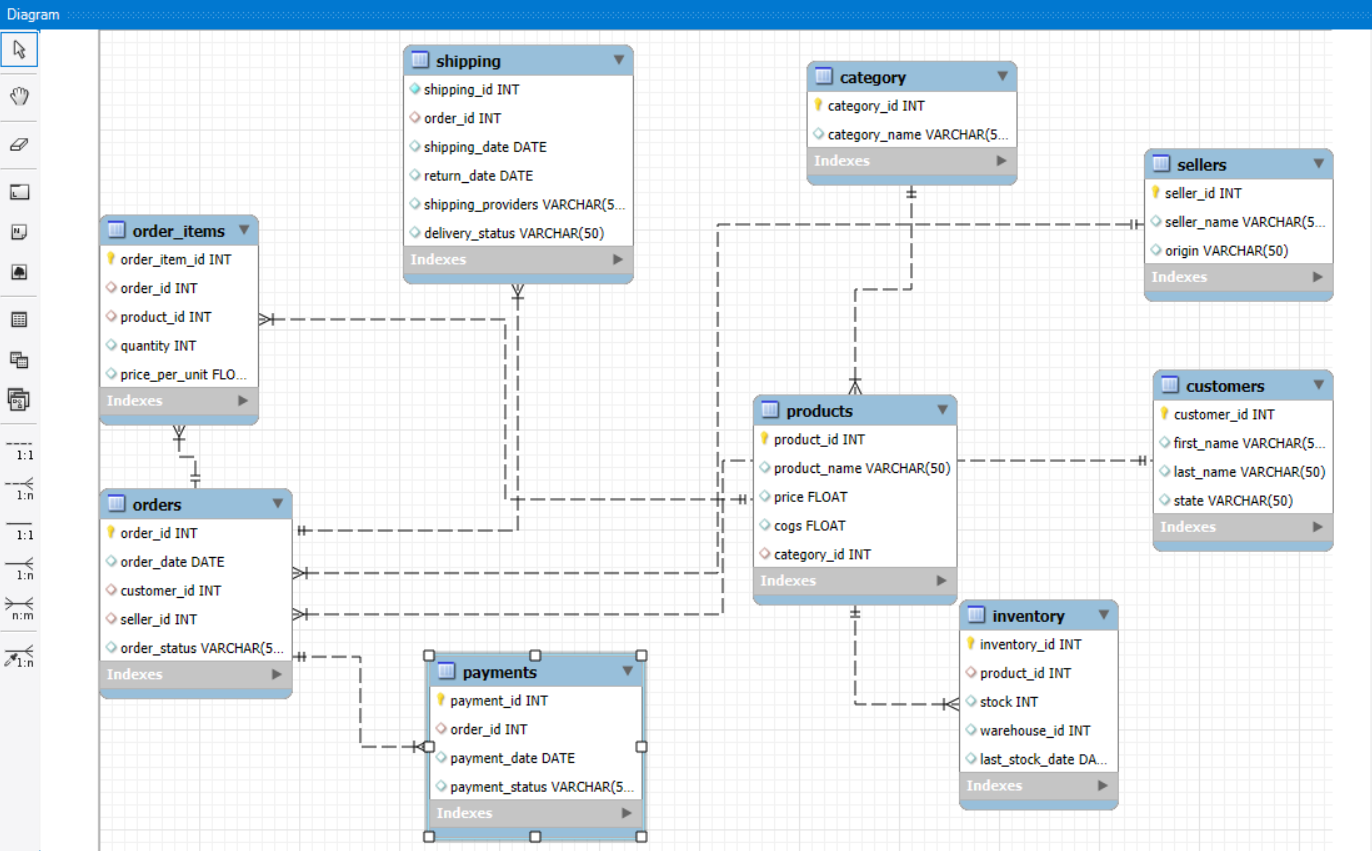 Diagram
shipping
shipping_id INT
order_id INT
shipping_date DATE
return_date DATE
shipping_providers VARCHAR(5...
delivery_status VARCHAR(50)
Indexes
category
category_id INT
category_name VARCHAR(5...
Indexes
sellers
seller_id INT
seller_name VARCHAR(5...
origin VARCHAR(50)
Indexes
order_items
order_item_id INT
order_id INT
product_id INT
quantity INT
price_per_unit FLO...
Indexes
customers
customer_id INT
first_name VARCHAR(5...
last_name VARCHAR(50)
state VARCHAR(50)
Indexes
products
product_id INT
product_name VARCHAR(50)
price FLOAT
cogs FLOAT
category_id INT
Indexes
orders
order_id INT
order_date DATE
customer_id INT
seller_id INT
order_status VARCHAR(5...
Indexes
inventory
inventory_id INT
product_id INT
stock INT
warehouse_id INT
last_stock_date DA...
Indexes
payments
payment_id INT
order_id INT
payment_date DATE
payment_status VARCHAR(5...
Indexes
1:1
1:n
1:1
1:n
n:m
1:n